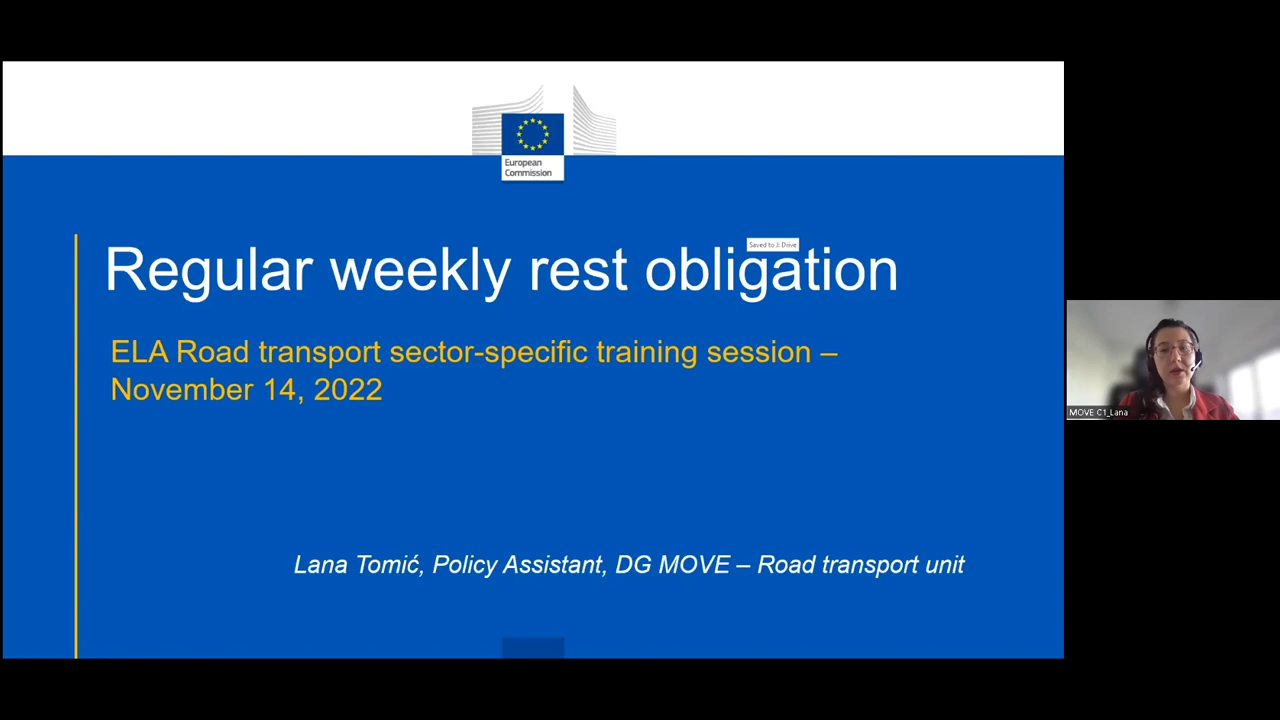 European
Commission
Saved to J: Drive
Regular weekly rest obligation
ELA Road transport sector-specific training session –
November 14, 2022
Lana Tomić, Policy Assistant, DG MOVE – Road transport unit
MOVE C1_Lana